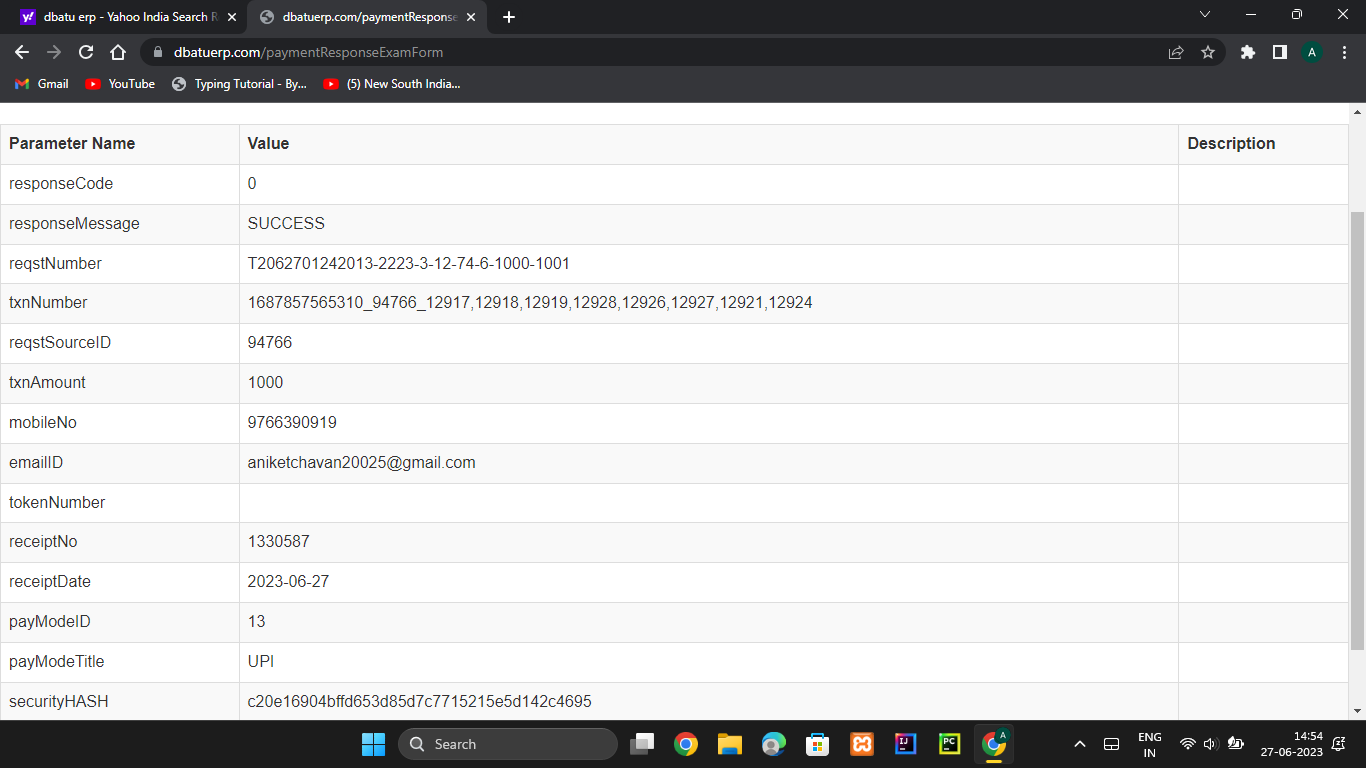 dbatu erp - Yahoo India Search R
dbatuerp.com/paymentResponse
dbatuerp.com/paymentResponseExamForm
A
Gmail
YouTube
Typing Tutorial - By...
(5) New South India...
Parameter Name Value Description
responseCode 0
responseMessage SUCCESS
reqstNumber T2062701242013-2223-3-12-74-6-1000-1001
txnNumber 1687857565310_94766_12917,12918,12919,12928,12926,12927,12921,12924
reqstSourceID 94766
txnAmount 1000
mobileNo 9766390919
emailID aniketchavan20025@gmail.com
tokenNumber
receiptNo 1330587
receiptDate 2023-06-27
payModeID 13
payModeTitle UPI
securityHASH c20e16904bffd653d85d7c7715215e5d142c4695
Search
IJ
PC
A
ENG
IN
14:54
27-06-2023